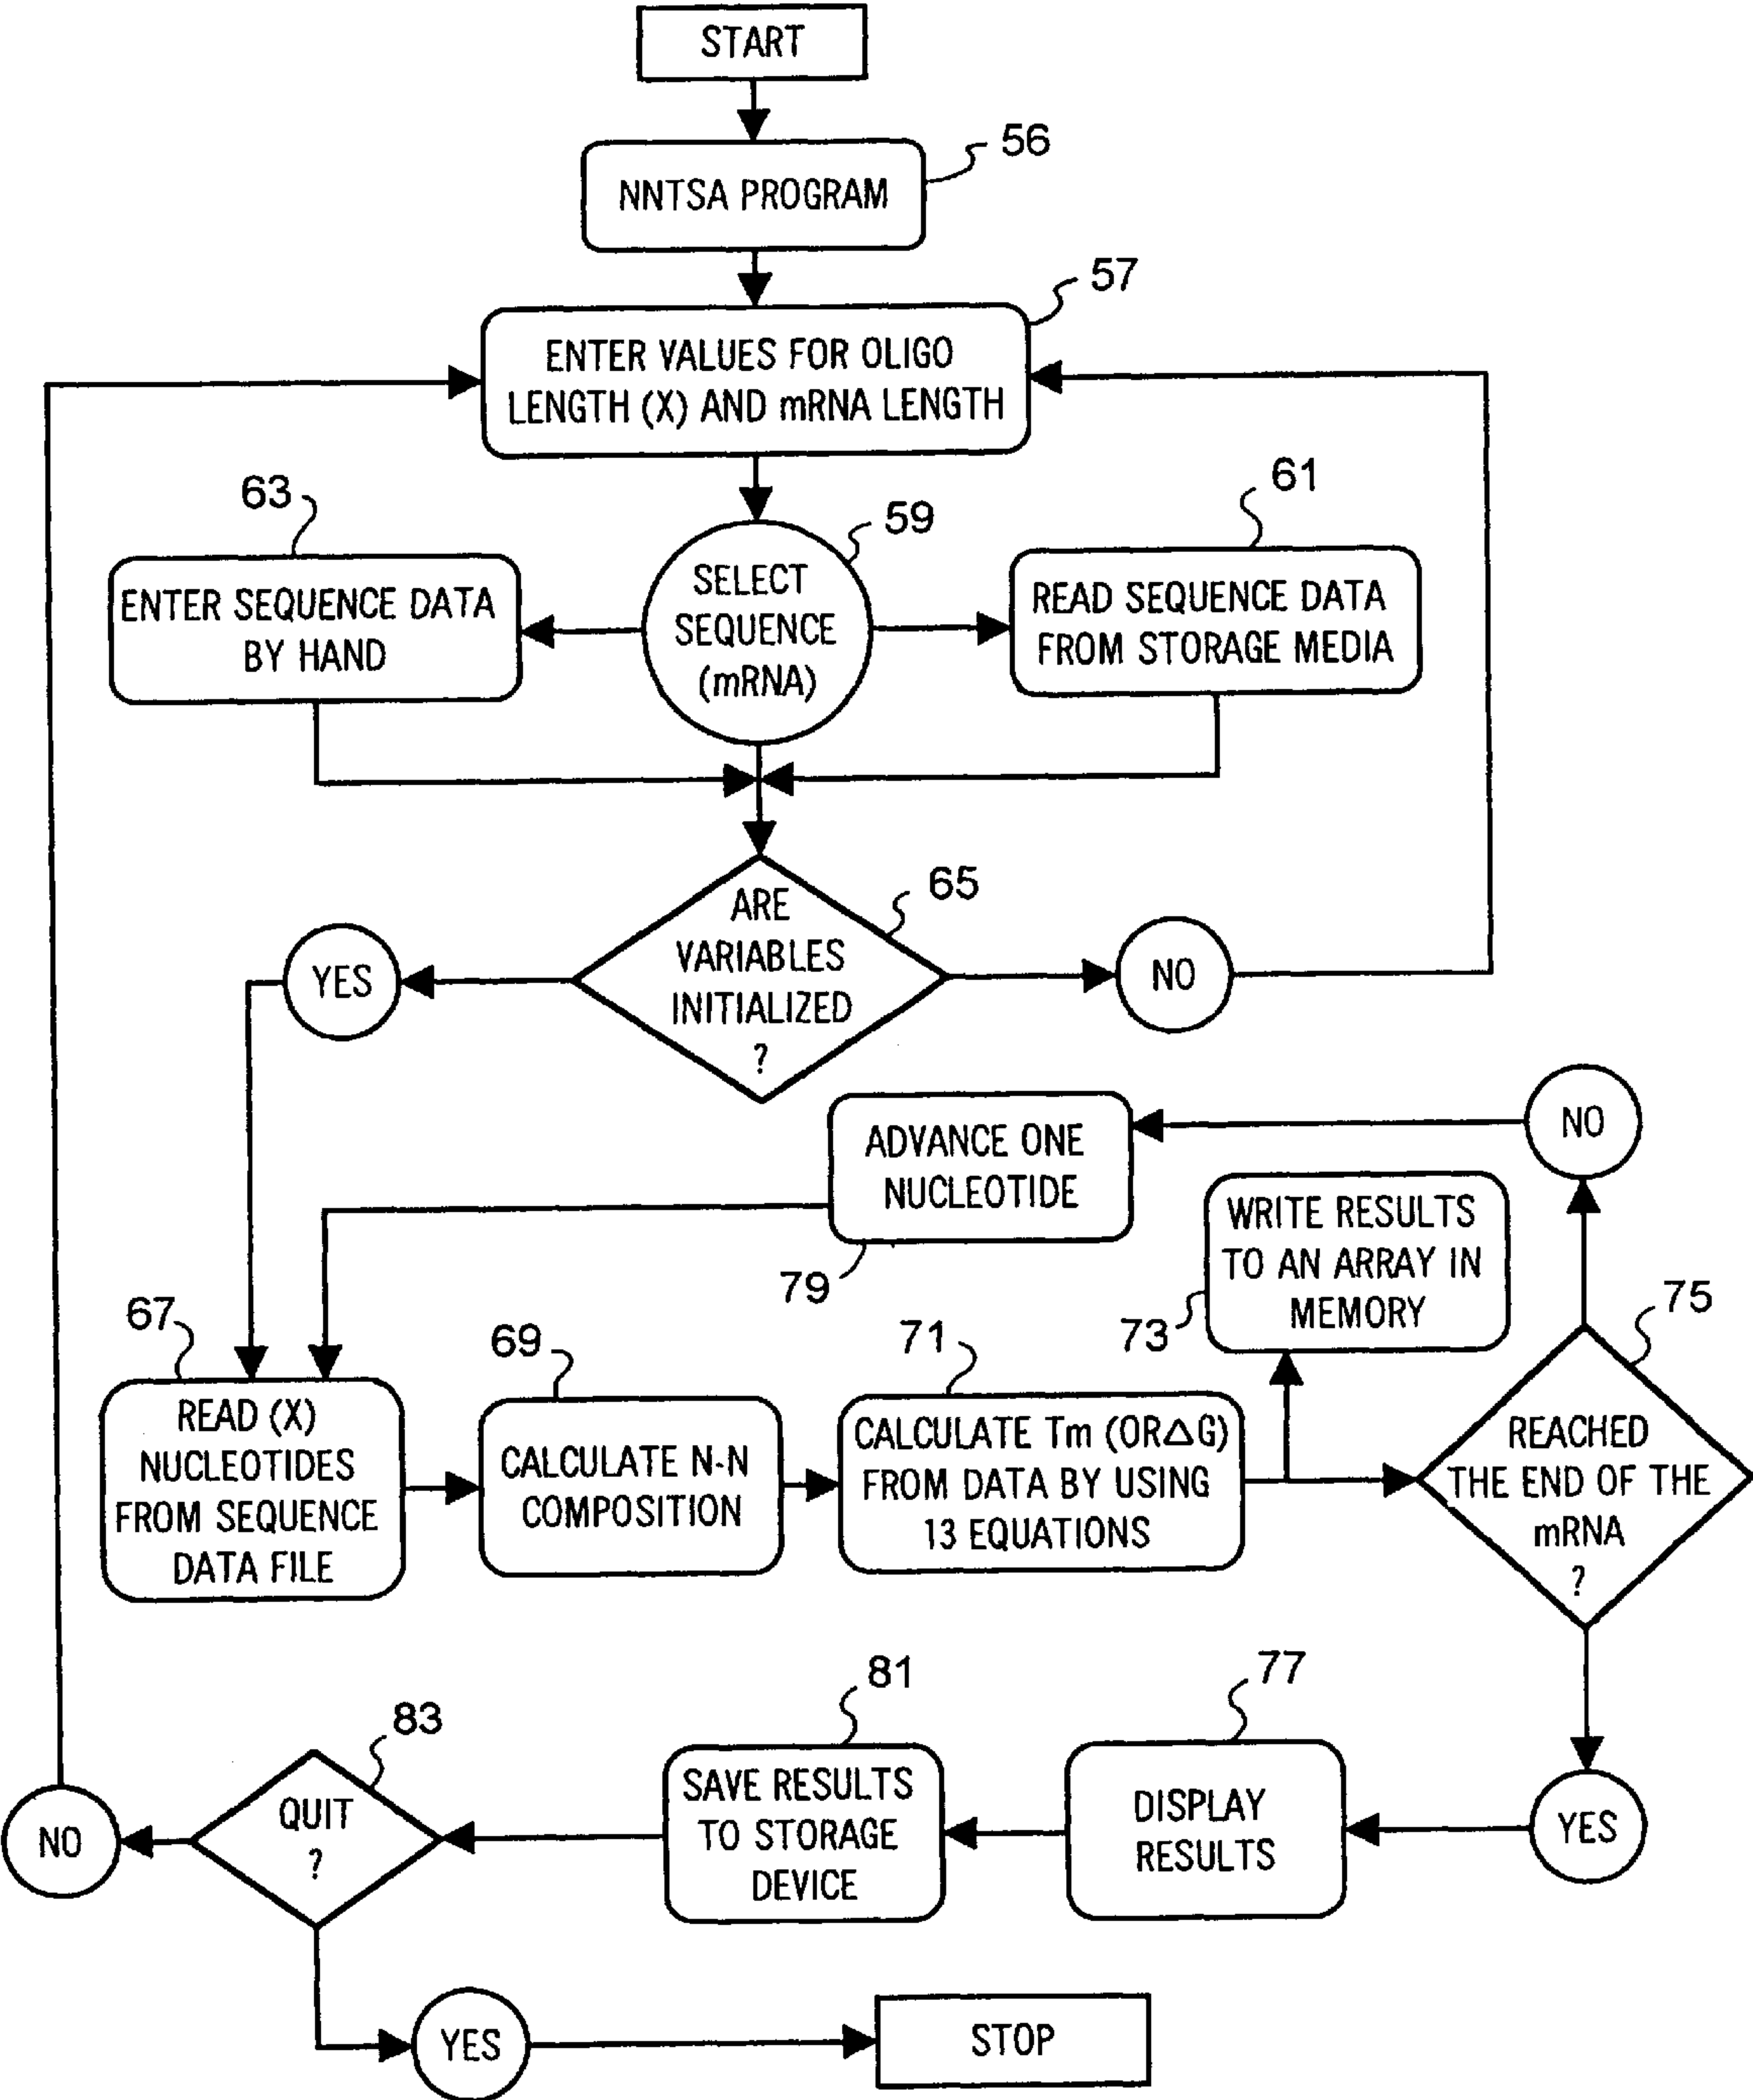 START
56
NNTSA PROGRAM
57
ENTER VALUES FOR OLIGO
LENGTH (X) AND mRNA LENGTH
63
59
61
ENTER SEQUENCE DATA
BY HAND
SELECT
SEQUENCE
(mRNA)
READ SEQUENCE DATA
FROM STORAGE MEDIA
65
ARE
VARIABLES
INITIALIZED
?
YES
NO
ADVANCE ONE
NUCLEOTIDE
79
NO
WRITE RESULTS
TO AN ARRAY IN
MEMORY
73
75
67
69
71
READ (X)
NUCLEOTIDES
FROM SEQUENCE
DATA FILE
CALCULATE N-N
COMPOSITION
CALCULATE Tm (OR△G)
FROM DATA BY USING
13 EQUATIONS
REACHED
THE END OF THE
mRNA
?
83
81
77
NO
QUIT
?
SAVE RESULTS
TO STORAGE
DEVICE
DISPLAY
RESULTS
YES
YES
STOP